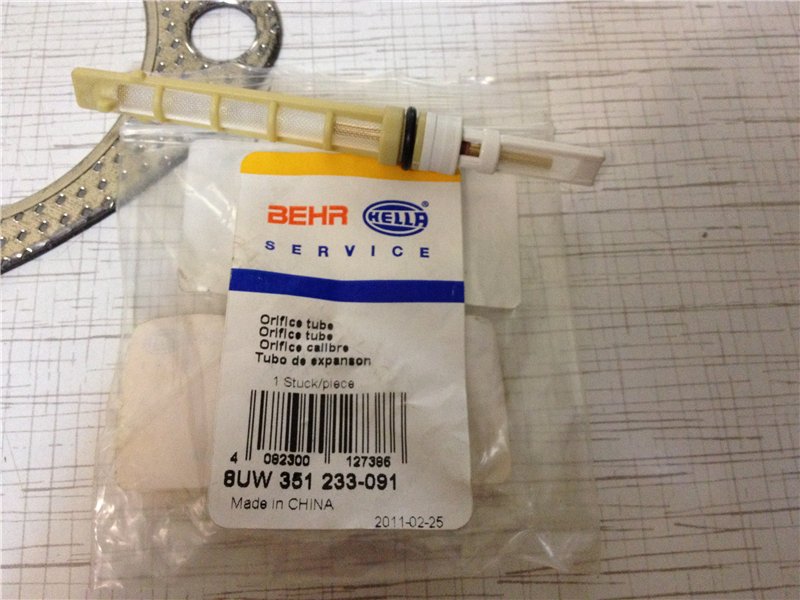 BEHR HELLA®
SERVICE
Orifice tube
Orifice tube
Orifice calibre
Tubo de expanson
1 Stuck/piece
4 082300 127386
8UW 351 233-091
Made in CHINA
2011-02-25